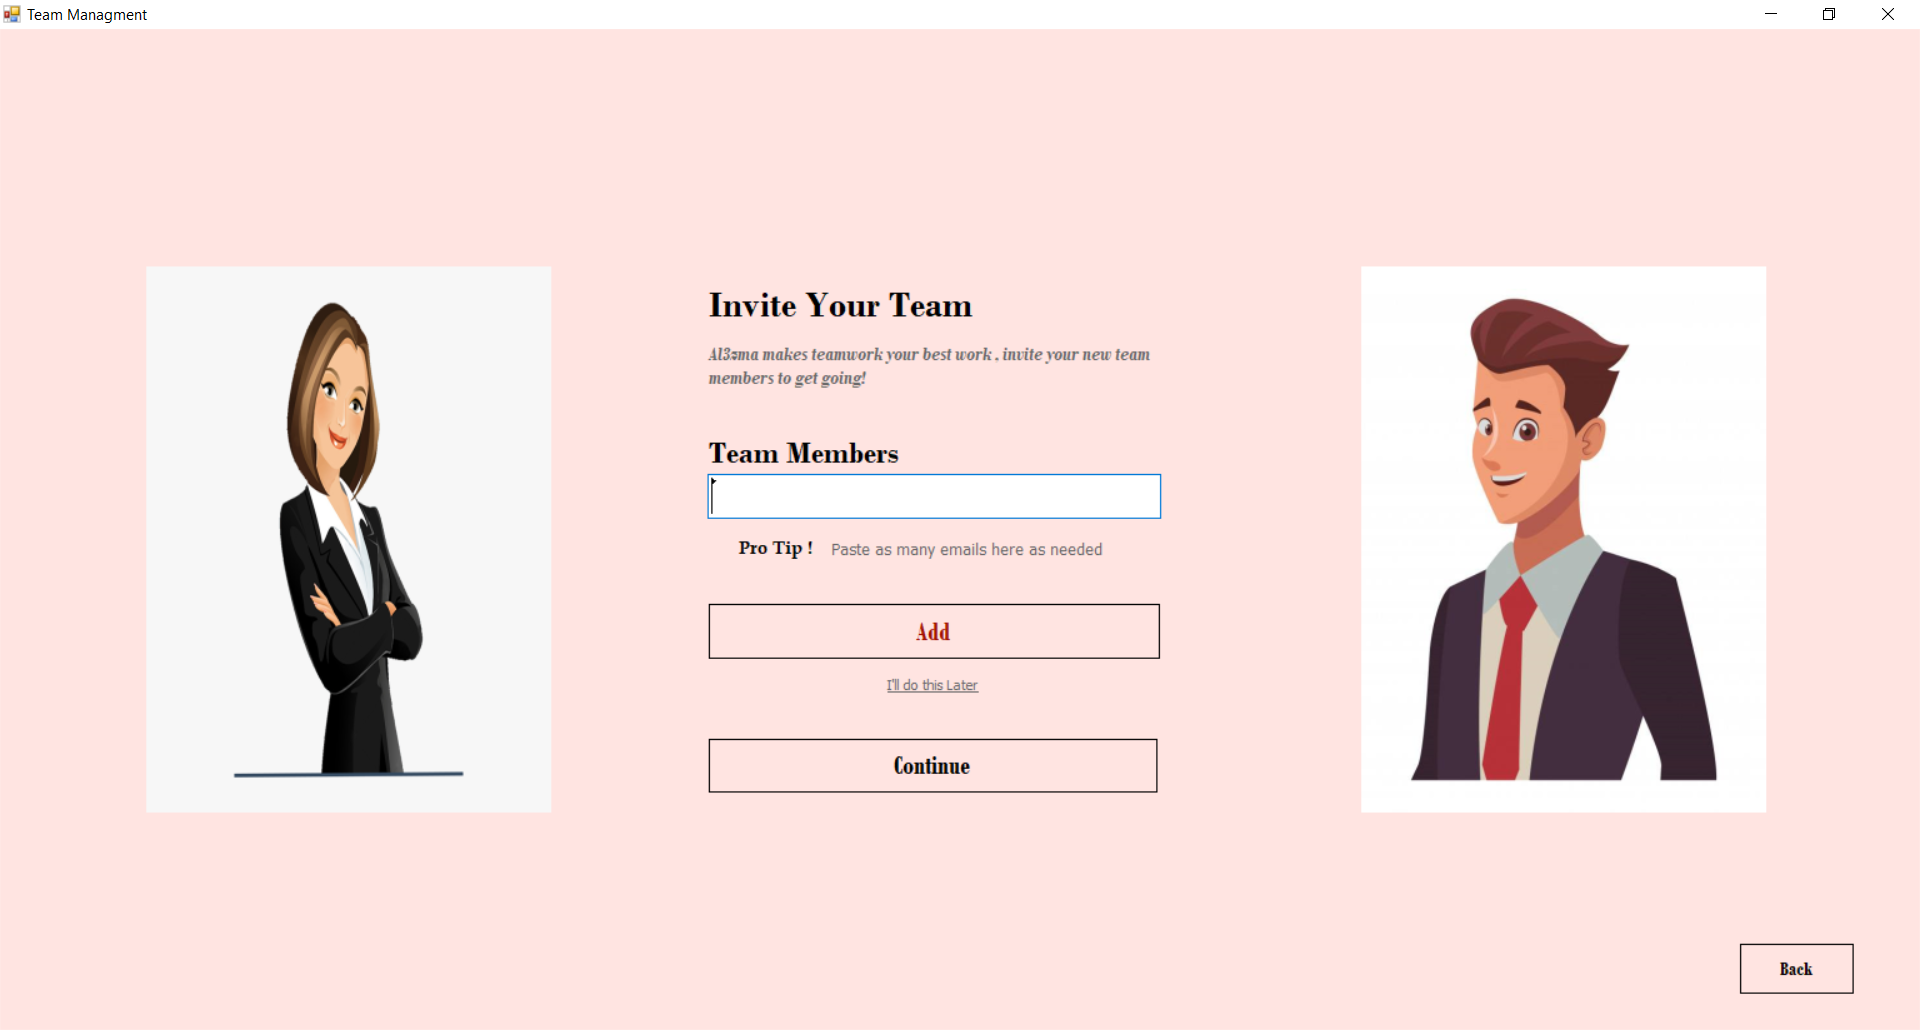 Team Managment
Invite Your Team
Al3zma makes teamwork your best work , invite your new team
members to get going!
Team Members
Pro Tip ! Paste as many emails here as needed
Add
I'll do this Later
Continue
Back